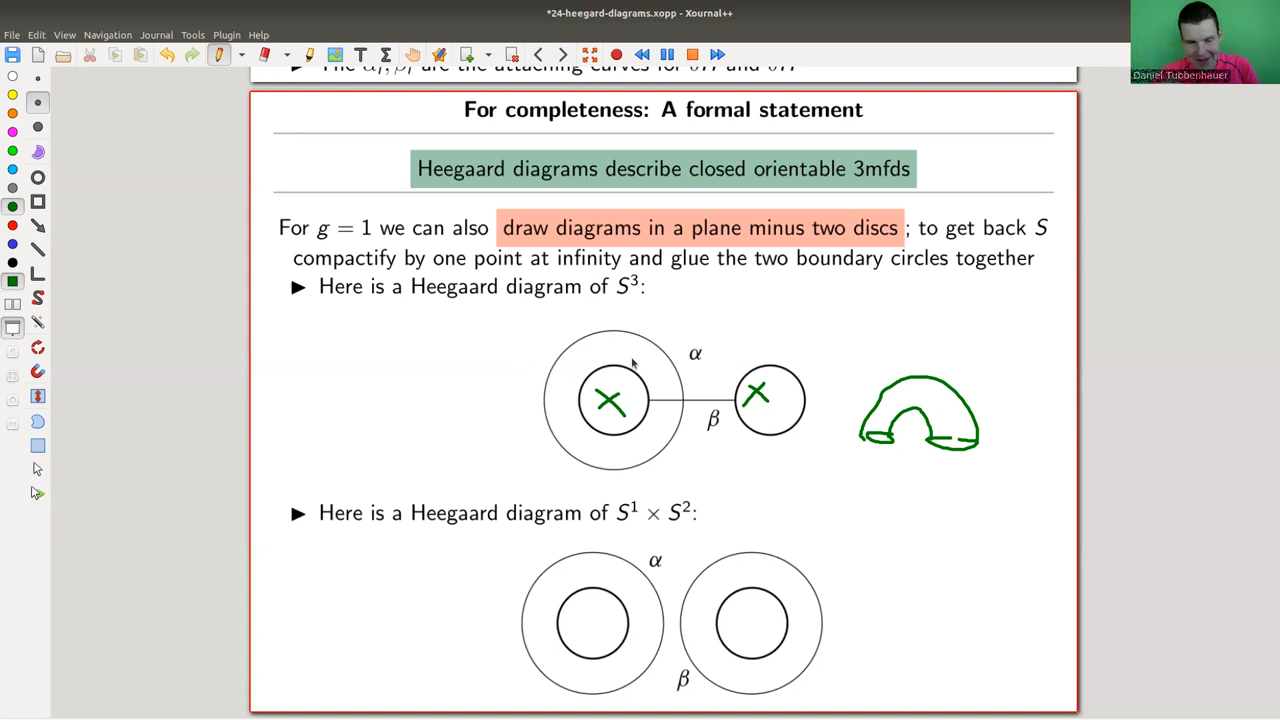 *24-heegard-diagrams.xopp - Xournal++
File Edit View Navigation Journal Tools Plugin Help
Daniel Tubbenhauer
For completeness: A formal statement
Heegaard diagrams describe closed orientable 3mfds
For g = 1 we can also draw diagrams in a plane minus two discs ; to get back S
compactify by one point at infinity and glue the two boundary circles together
▶ Here is a Heegaard diagram of S³:
α
β
▶ Here is a Heegaard diagram of S¹ × S²:
α
β